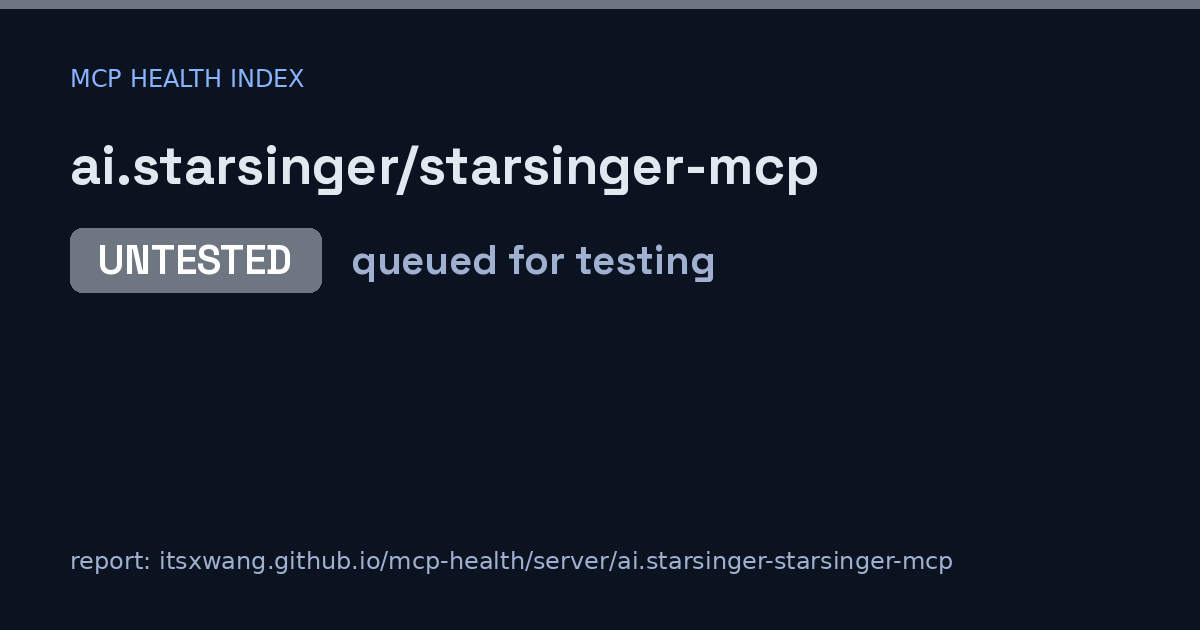 MCP HEALTH INDEX
ai.starsinger/starsinger-mcp
UNTESTED queued for testing
report: itsxwang.github.io/mcp-health/server/ai.starsinger-starsinger-mcp